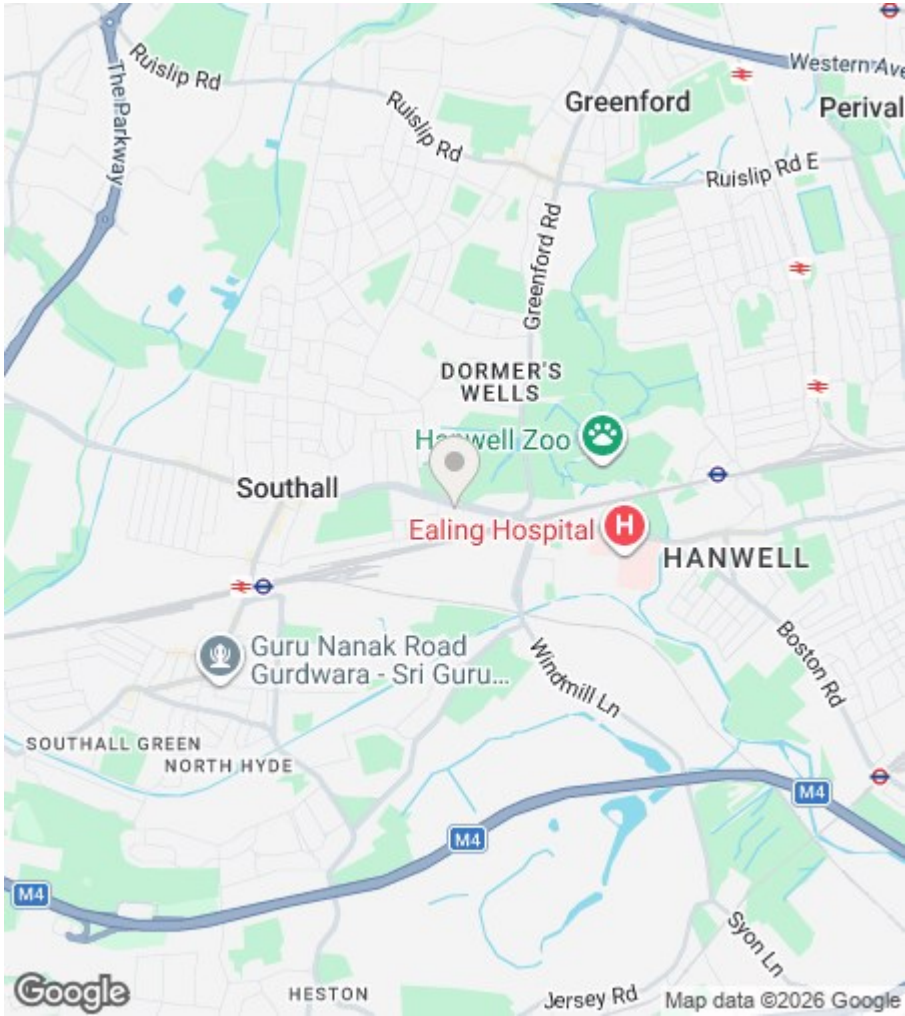 Ruislip Rd
The Parkway
Greenford
Western Ave
Perival
Ruislip Rd
Ruislip Rd E
Greenford Rd
DORMER'S
WELLS
Hanwell Zoo
Southall
Ealing Hospital
H
HANWELL
Guru Nanak Road
Gurdwara - Sri Guru...
Windmill Ln
Boston Rd
SOUTHALL GREEN
NORTH HYDE
M4
M4
M4
Syon Ln
HESTON
Jersey Rd
Google
Map data ©2026 Google